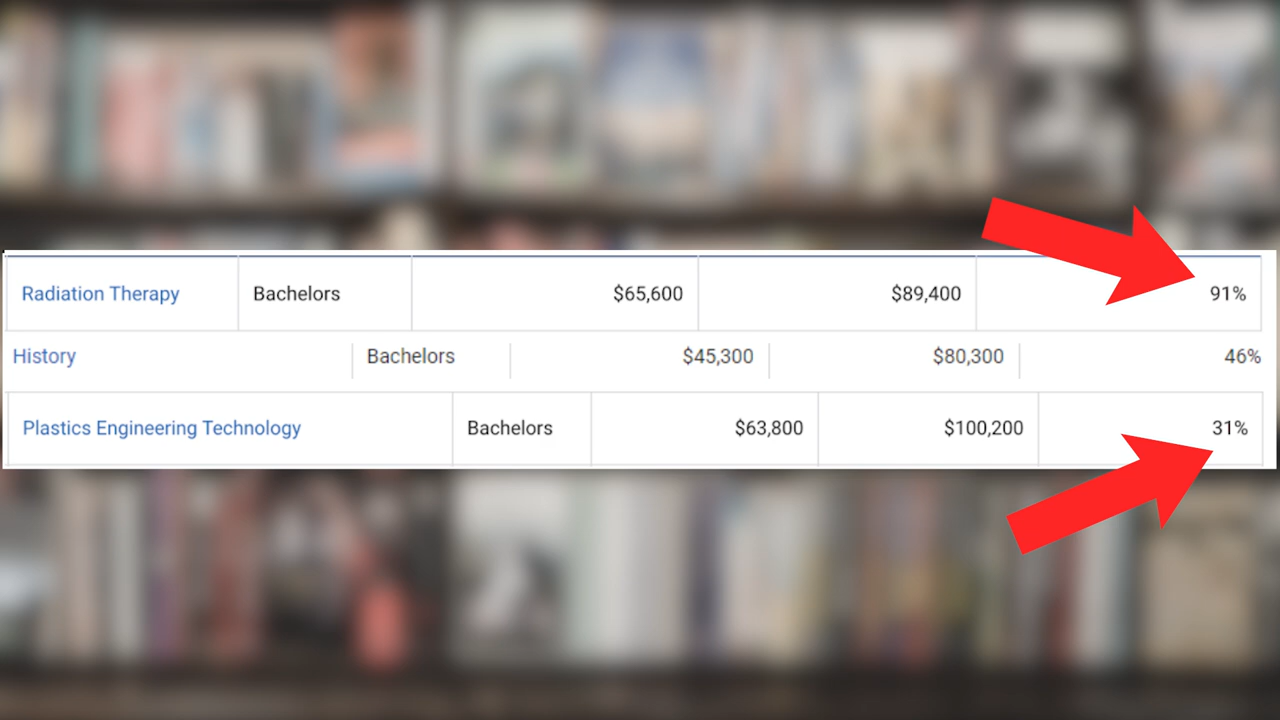 Radiation Therapy Bachelors $65,600 $89,400 91%
History Bachelors $45,300 $80,300 46%
Plastics Engineering Technology Bachelors $63,800 $100,200 31%